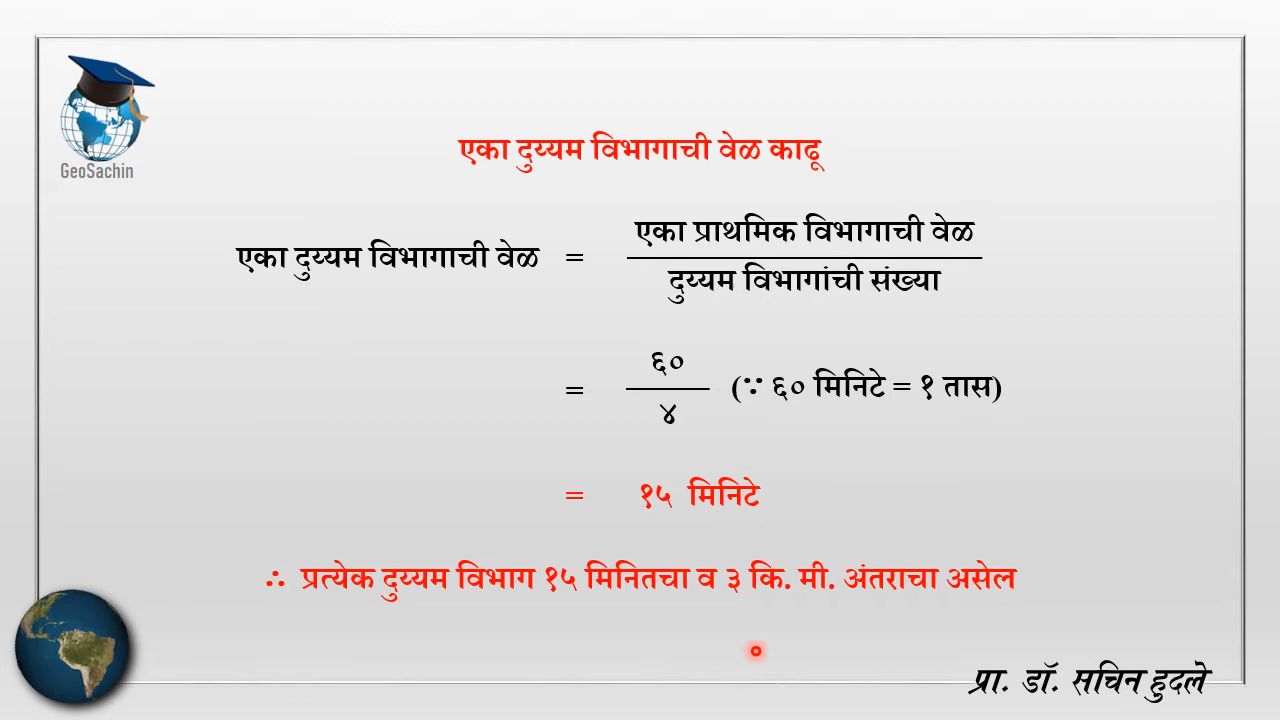 GeoSachin
एका दुय्यम विभागाची वेळ काढू
एका दुय्यम विभागाची वेळ = एका प्राथमिक विभागाची वेळ
दुय्यम विभागांची संख्या
= ६० (∵ ६० मिनिटे = १ तास)
४
= १५ मिनिटे
∴ प्रत्येक दुय्यम विभाग १५ मिनितचा व ३ कि. मी. अंतराचा असेल
प्रा. डॉ. सचिन हुदले